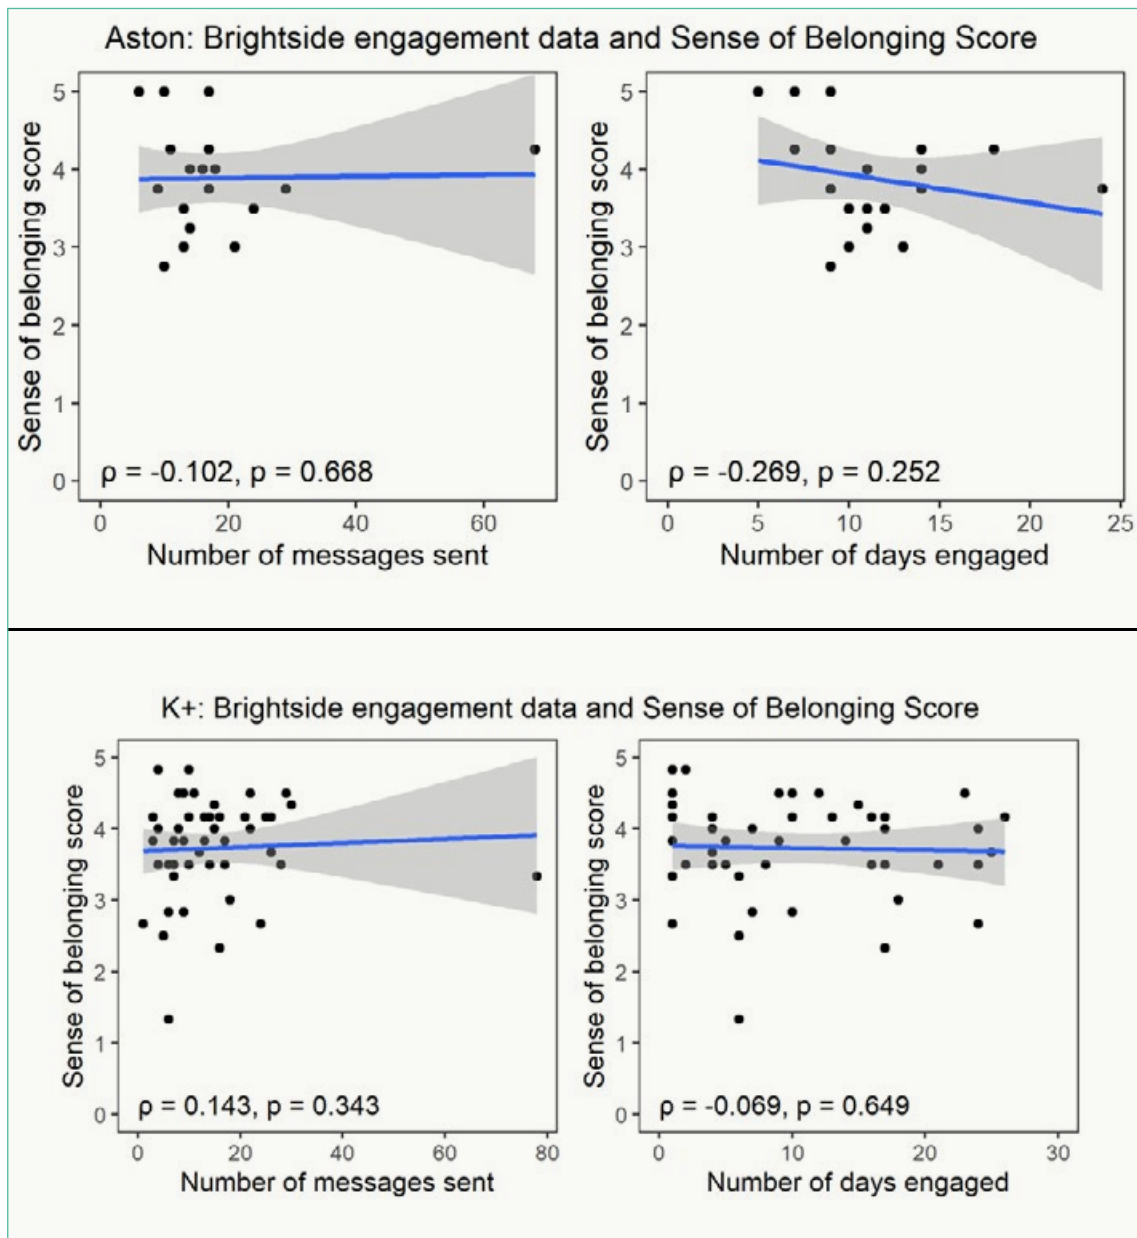 Aston: Brightside engagement data and Sense of Belonging Score
Sense of belonging score
5
4
3
2
1
0
ρ = -0.102, p = 0.668
0 20 40 60
Number of messages sent
Sense of belonging score
5
4
3
2
1
0
ρ = -0.269, p = 0.252
0 5 10 15 20 25
Number of days engaged
K+: Brightside engagement data and Sense of Belonging Score
Sense of belonging score
5
4
3
2
1
0
ρ = 0.143, p = 0.343
0 20 40 60 80
Number of messages sent
Sense of belonging score
5
4
3
2
1
0
ρ = -0.069, p = 0.649
0 10 20 30
Number of days engaged